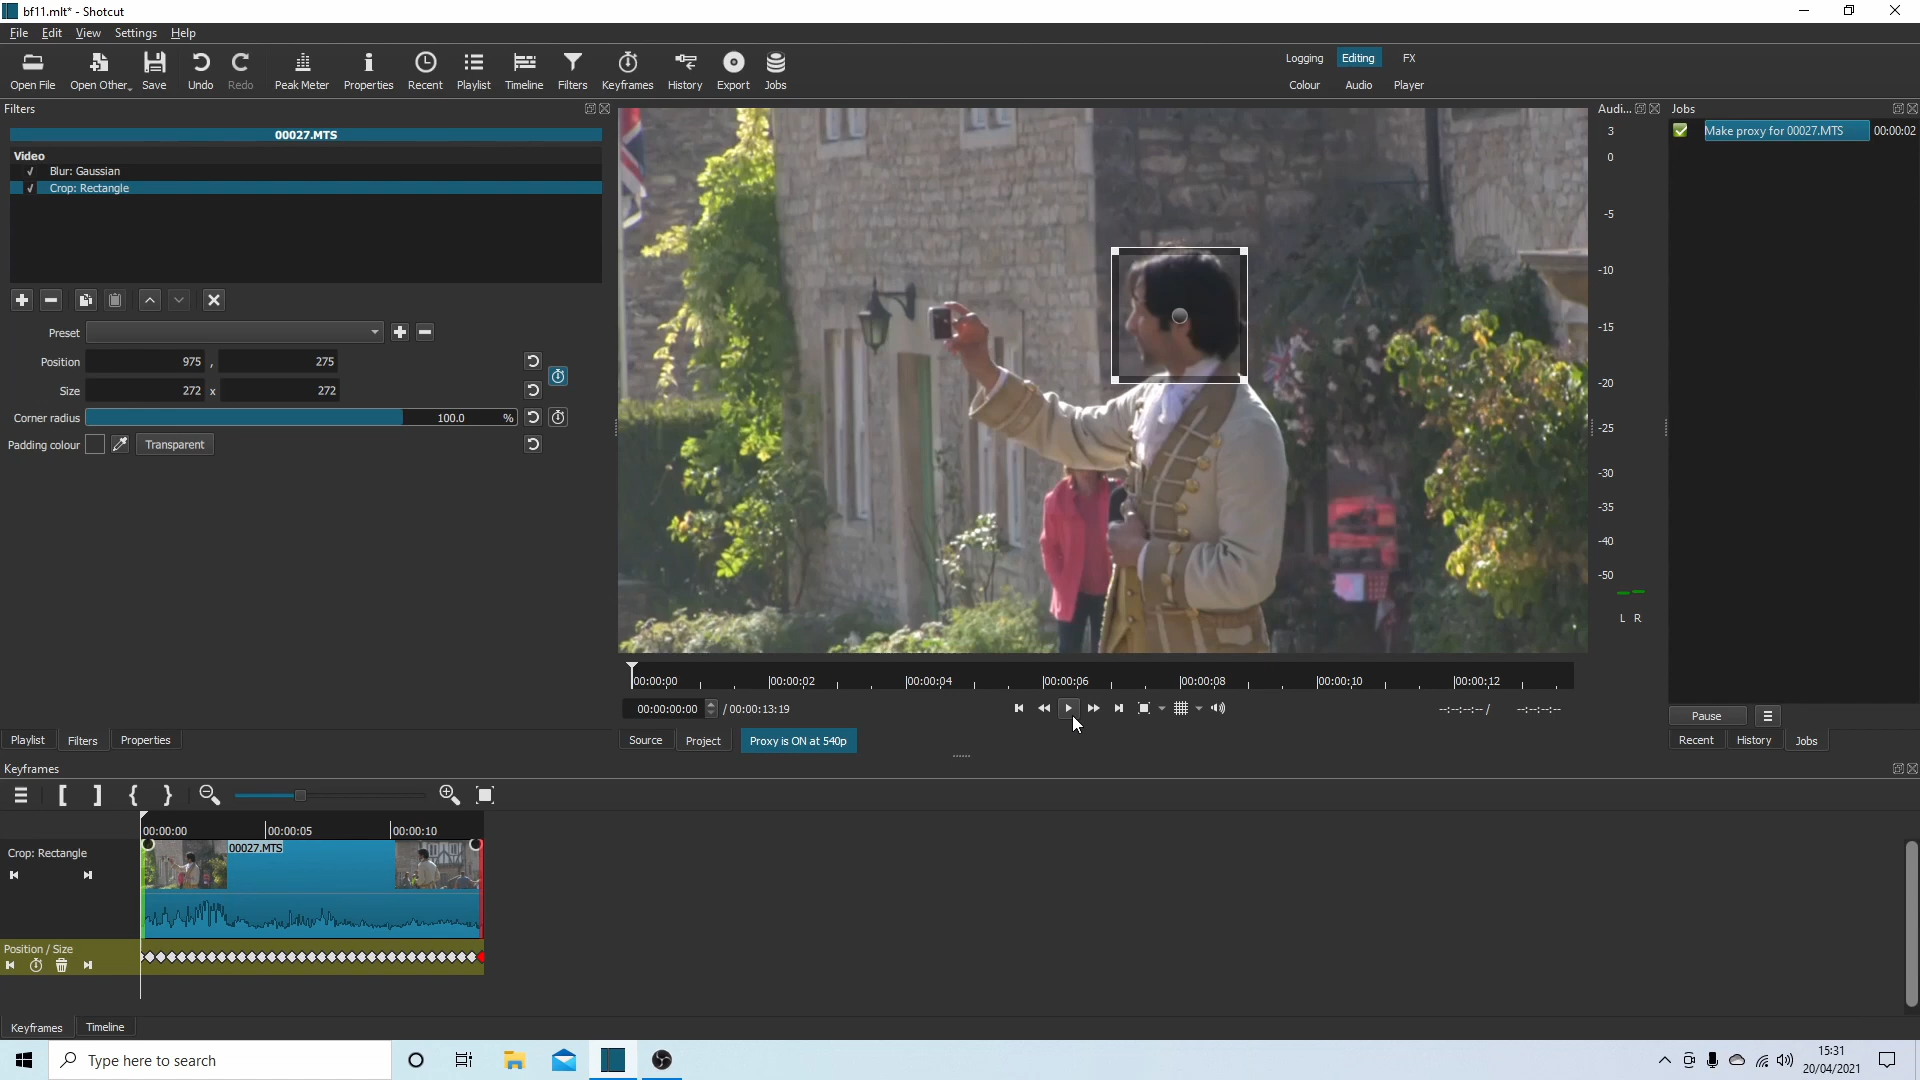 bf11.mlt* - Shotcut
File Edit View Settings Help
Open File Open Other... Save Undo Redo Peak Meter Properties Recent Playlist Timeline Filters Keyframes History Export Jobs
Logging Editing FX
Colour Audio Player
Filters
00027.MTS
Video
Blur: Gaussian
Crop: Rectangle
Preset
Position 975 , 275
Size 272 x 272
Corner radius 100.0 %
Padding colour Transparent
Playlist Filters Properties
00:00:00 00:00:02 00:00:04 00:00:06 00:00:08 00:00:10 00:00:12
00:00:00:00 / 00:00:13:19
--:--:--:-- / --:--:--:--
Source Project Proxy is ON at 540p
Audi...
3
0
-5
-10
-15
-20
-25
-30
-35
-40
-50
L R
Jobs
Make proxy for 00027.MTS 00:00:02
Pause
Recent History Jobs
Keyframes
00:00:00 00:00:05 00:00:10
Crop: Rectangle
00027.MTS
Position / Size
Keyframes Timeline
Type here to search
15:31
20/04/2021